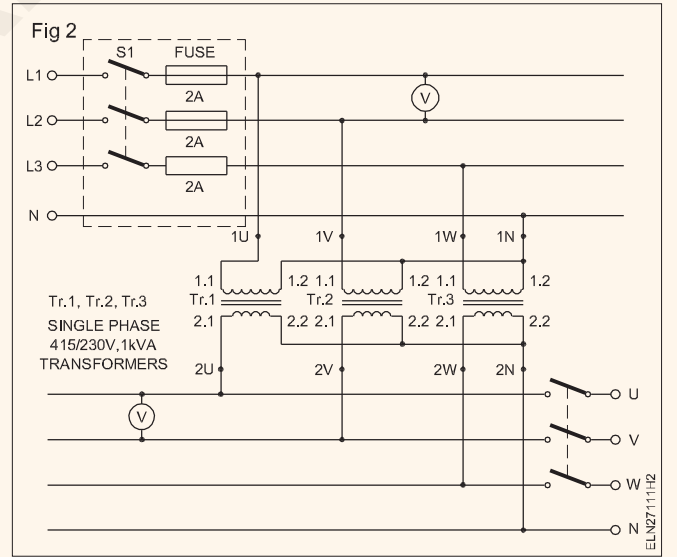 Fig 2
S1 FUSE
L1
2A
V
L2
2A
L3
2A
N
1U 1V 1W 1N
1.1 1.2 1.1 1.2 1.1 1.2
Tr.1 Tr.2 Tr.3
2.1 2.2 2.1 2.2 2.1 2.2
Tr.1, Tr.2, Tr.3
SINGLE PHASE
415/230V,1kVA
TRANSFORMERS
2U 2V 2W 2N
U
V
V
W
N
ELN27111H2